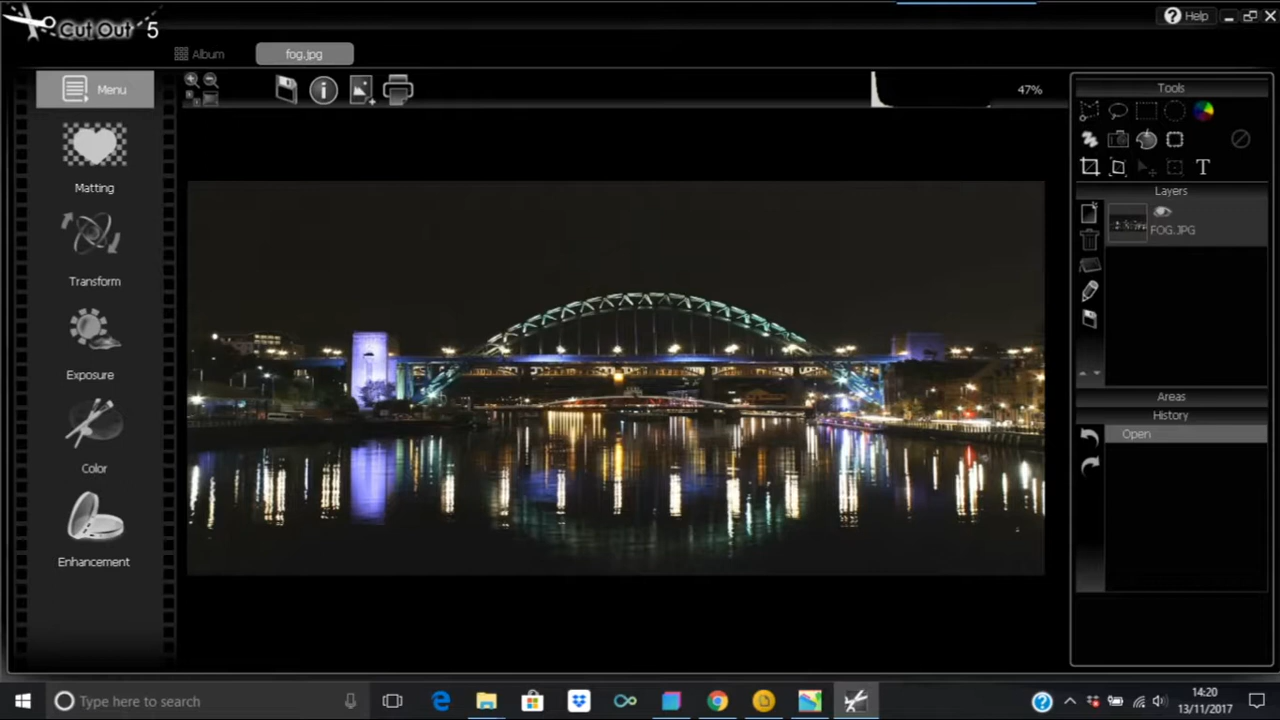 Cut Out 5
Help
Album
fog.jpg
Menu
47%
Tools
Matting
T
Layers
FOG.JPG
Transform
Exposure
Areas
History
Open
Color
Enhancement
Type here to search
14:20
13/11/2017